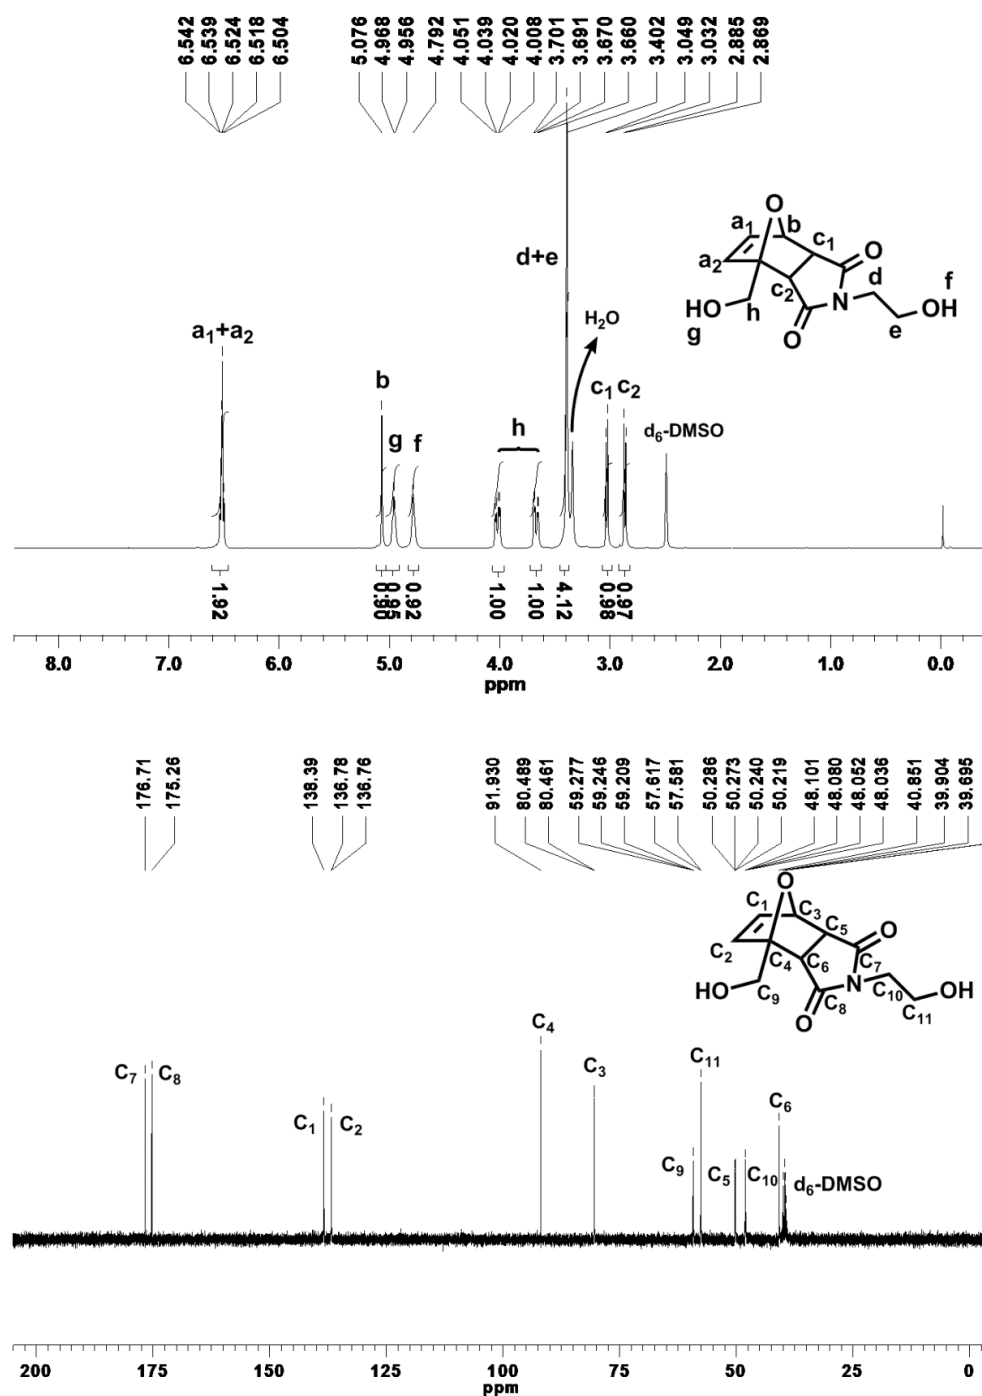 6.542
6.539
6.524
6.518
6.504
5.076
4.968
4.956
4.792
4.051
4.039
4.020
4.008
3.701
3.691
3.670
3.660
3.402
3.049
3.032
2.885
2.869
O
a1
b
c1
O
a2
c2
d
f
N
OH
HO
h
e
g
O
d+e
H2O
a1+a2
b
g
f
h
c1
c2
d6-DMSO
1.92
0.90
0.95
0.92
1.00
1.00
4.12
0.98
0.97
8.0 7.0 6.0 5.0 4.0 3.0 2.0 1.0 0.0
ppm
176.71
175.26
138.39
136.78
136.76
91.930
80.489
80.461
59.277
59.246
59.209
57.617
57.581
50.286
50.273
50.240
50.219
48.101
48.080
48.052
48.036
40.851
39.904
39.695
O
C1
C3
C5
O
C2
C4
C6
C7
N
OH
HO
C9
C8
C10
C11
O
C7
C8
C1
C2
C4
C3
C9
C11
C5
C10
C6
d6-DMSO
200 175 150 125 100 75 50 25 0
ppm